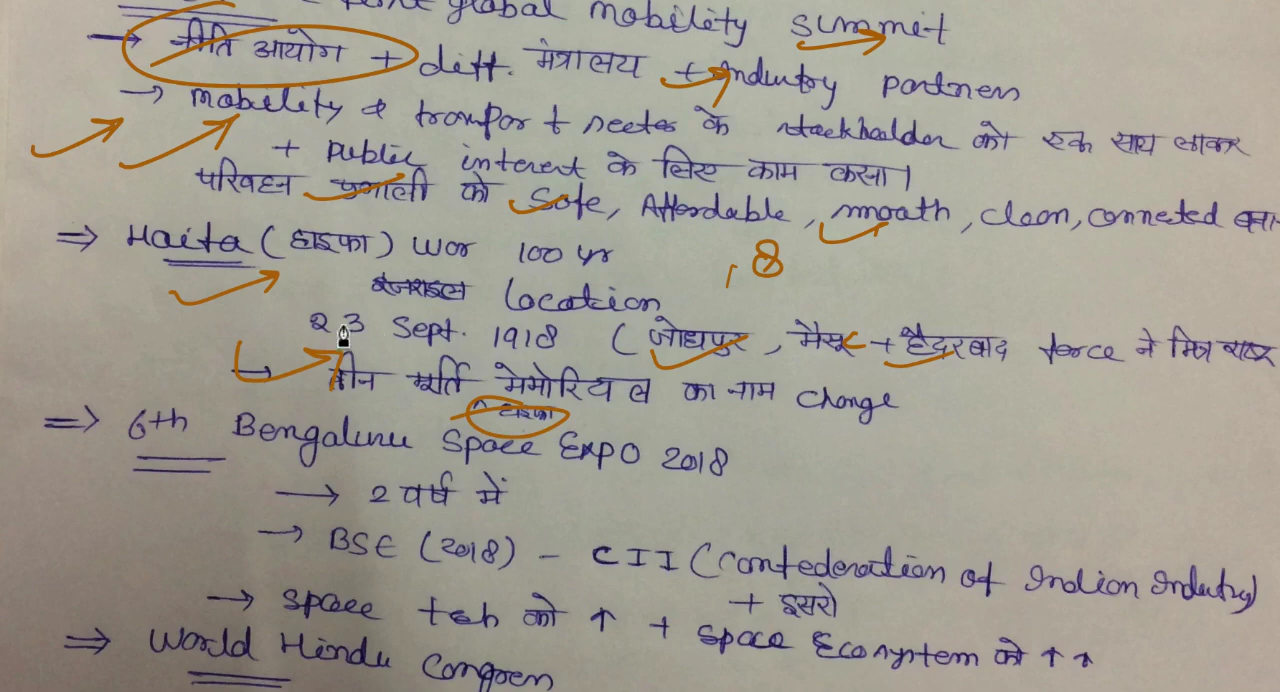 global mobility summit
→ नीति आयोग + diff. मंत्रालय + Industry partners
→ mobility & transport sector के stackholder को एक साथ लाकर
+ public interest के लिए काम करना।
परिवहन प्रणाली को Safe, Affordable, smooth, clean, connected
⇒ Haifa (हाइफा) war 100 yr
इजराइल location
23 Sept. 1918 (जोधपुर, मैसूर + हैदराबाद force ने मित्र राष्ट्र
↳ तीन मूर्ति मेमोरियल का नाम change
^ हाइफा
⇒ 6th Bengaluru Space Expo 2018
→ 2 वर्ष में
→ BSE (2018) - CII (Confederation of Indian Industry)
+ इसरो
→ space tech को ↑ + space Ecosystem को ↑↑
⇒ World Hindu Congress